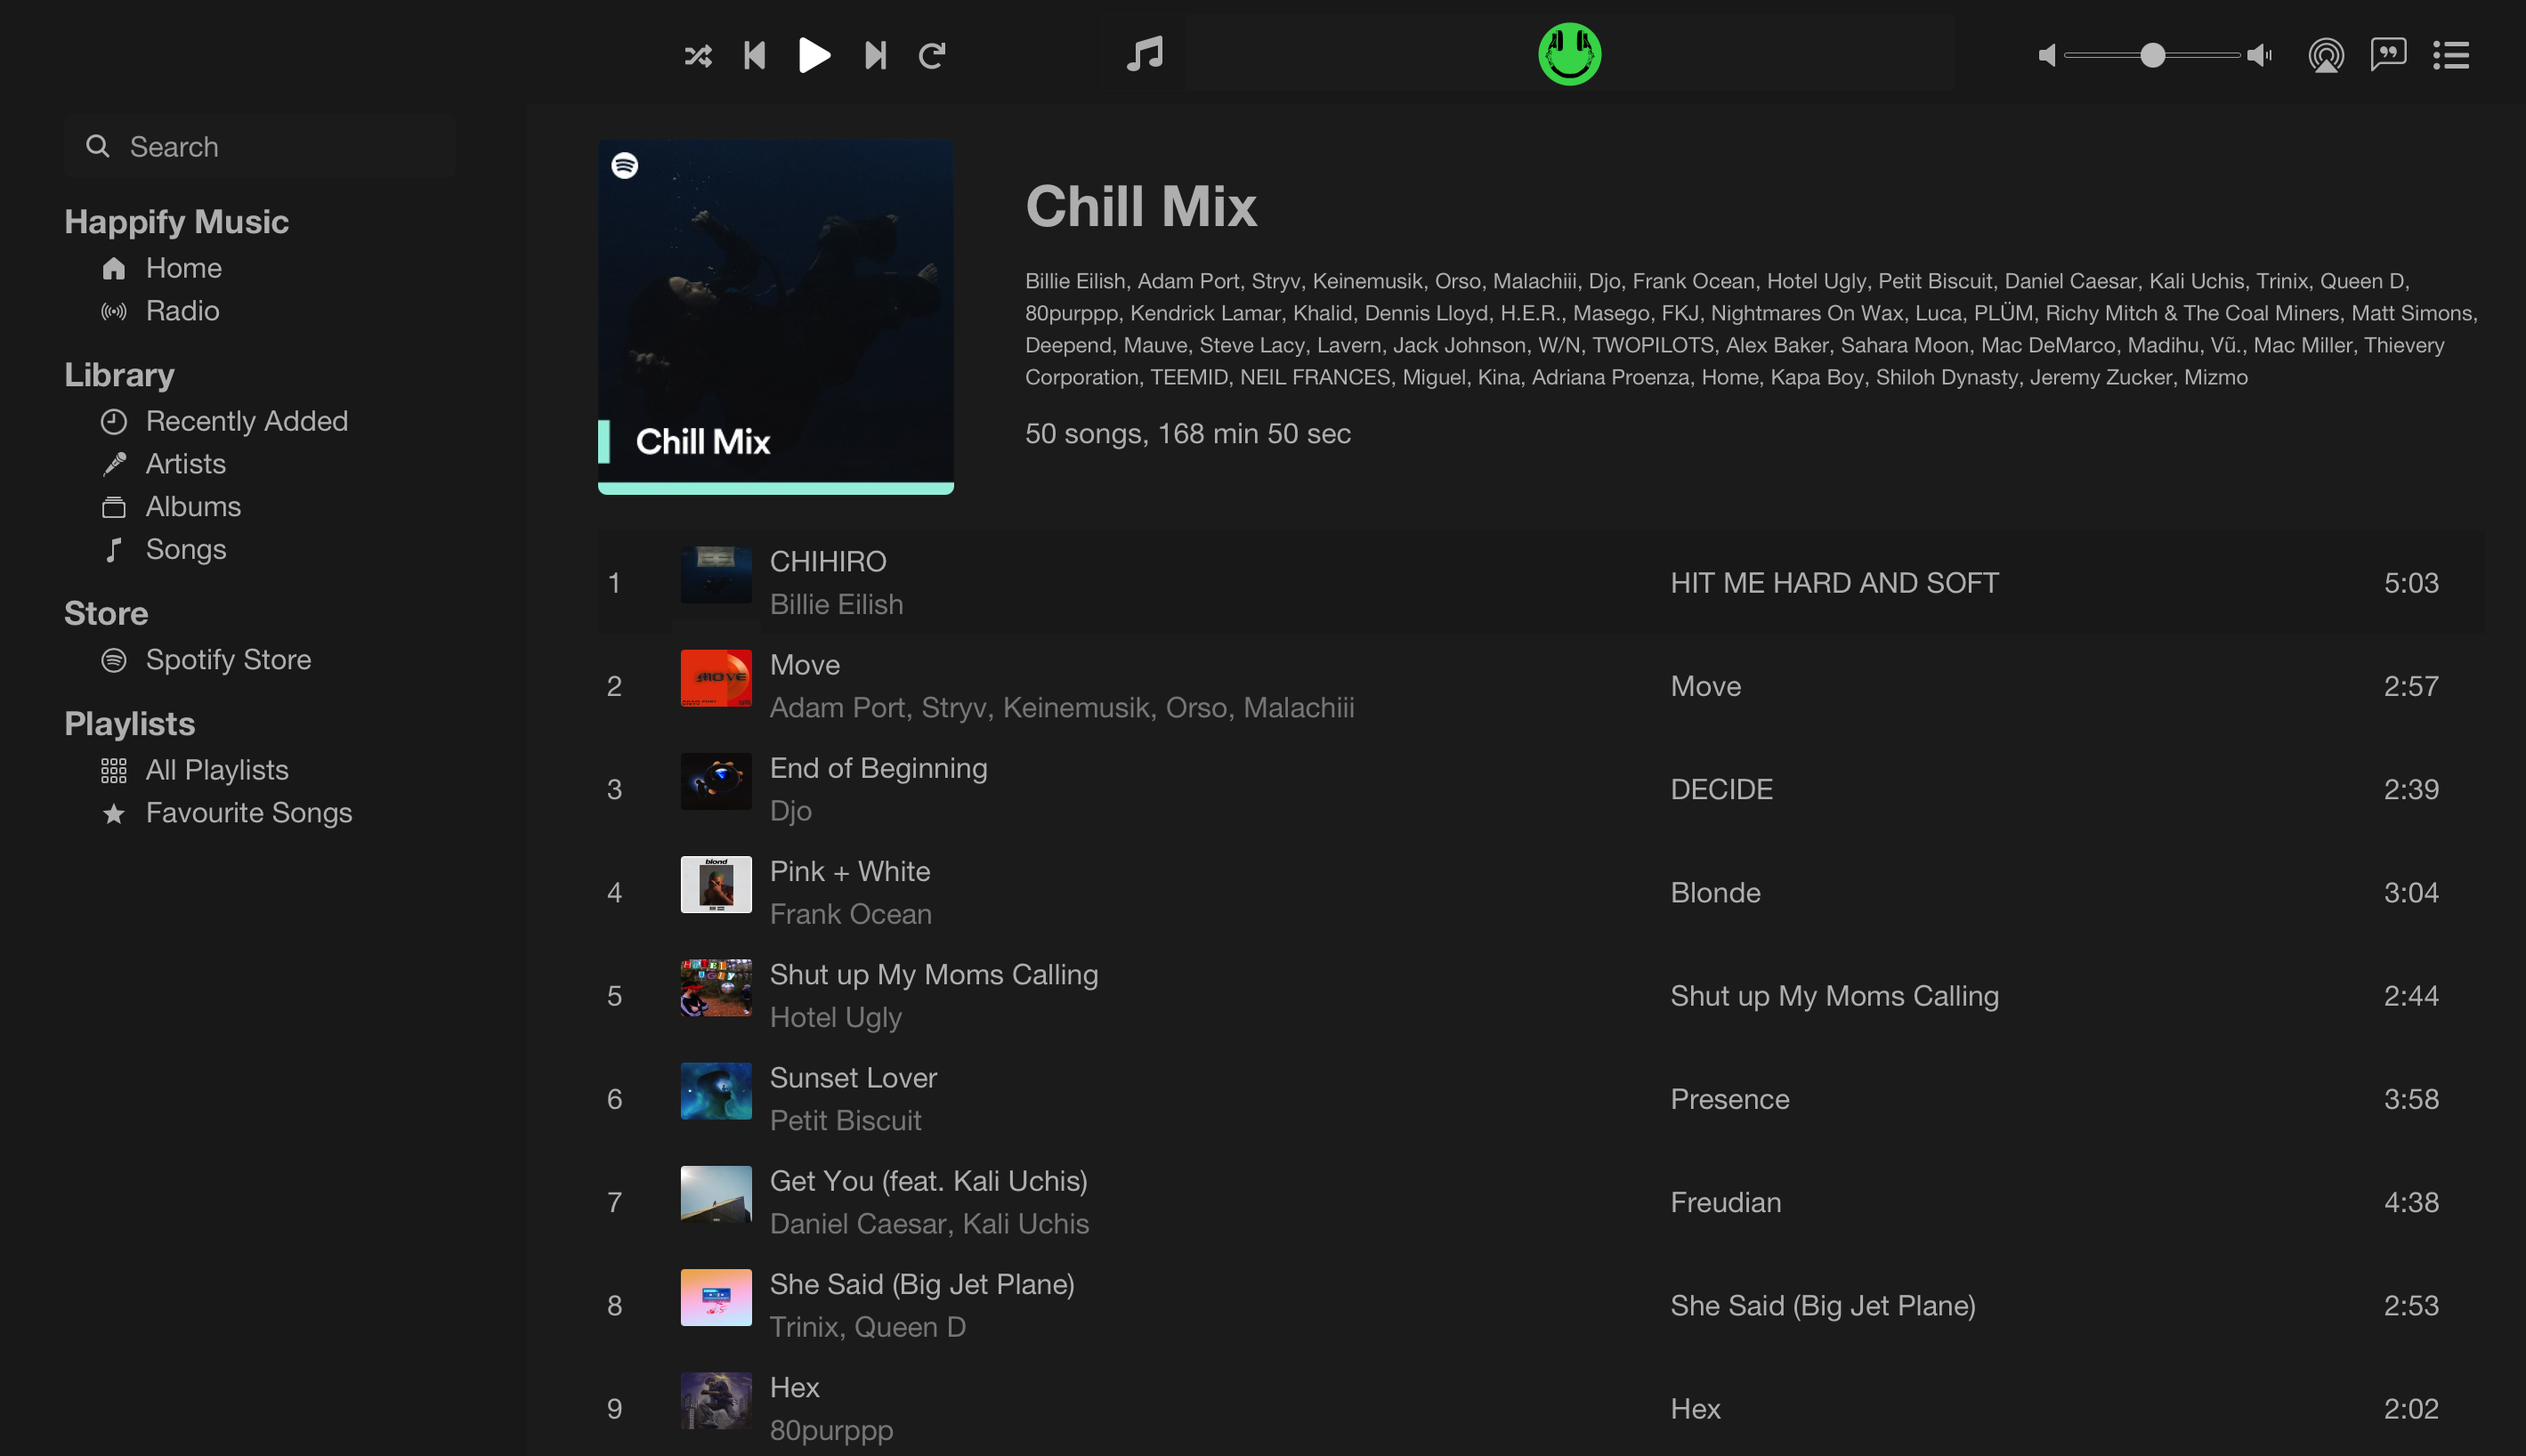 Search
Happify Music
Home
Radio
Library
Recently Added
Artists
Albums
Songs
Store
Spotify Store
Playlists
All Playlists
Favourite Songs
Chill Mix
Chill Mix
Billie Eilish, Adam Port, Stryv, Keinemusik, Orso, Malachiii, Djo, Frank Ocean, Hotel Ugly, Petit Biscuit, Daniel Caesar, Kali Uchis, Trinix, Queen D,
80purppp, Kendrick Lamar, Khalid, Dennis Lloyd, H.E.R., Masego, FKJ, Nightmares On Wax, Luca, PLÜM, Richy Mitch & The Coal Miners, Matt Simons,
Deepend, Mauve, Steve Lacy, Lavern, Jack Johnson, W/N, TWOPILOTS, Alex Baker, Sahara Moon, Mac DeMarco, Madihu, Vũ., Mac Miller, Thievery
Corporation, TEEMID, NEIL FRANCES, Miguel, Kina, Adriana Proenza, Home, Kapa Boy, Shiloh Dynasty, Jeremy Zucker, Mizmo
50 songs, 168 min 50 sec
1 CHIHIRO HIT ME HARD AND SOFT 5:03
Billie Eilish
2 MOVE Move Move 2:57
Adam Port, Stryv, Keinemusik, Orso, Malachiii
3 End of Beginning DECIDE 2:39
Djo
4 blond Pink + White Blonde 3:04
Frank Ocean
5 HOTEL UGLY Shut up My Moms Calling Shut up My Moms Calling 2:44
Hotel Ugly
6 Sunset Lover Presence 3:58
Petit Biscuit
7 Get You (feat. Kali Uchis) Freudian 4:38
Daniel Caesar, Kali Uchis
8 She Said (Big Jet Plane) She Said (Big Jet Plane) 2:53
Trinix, Queen D
9 Hex Hex 2:02
80purppp